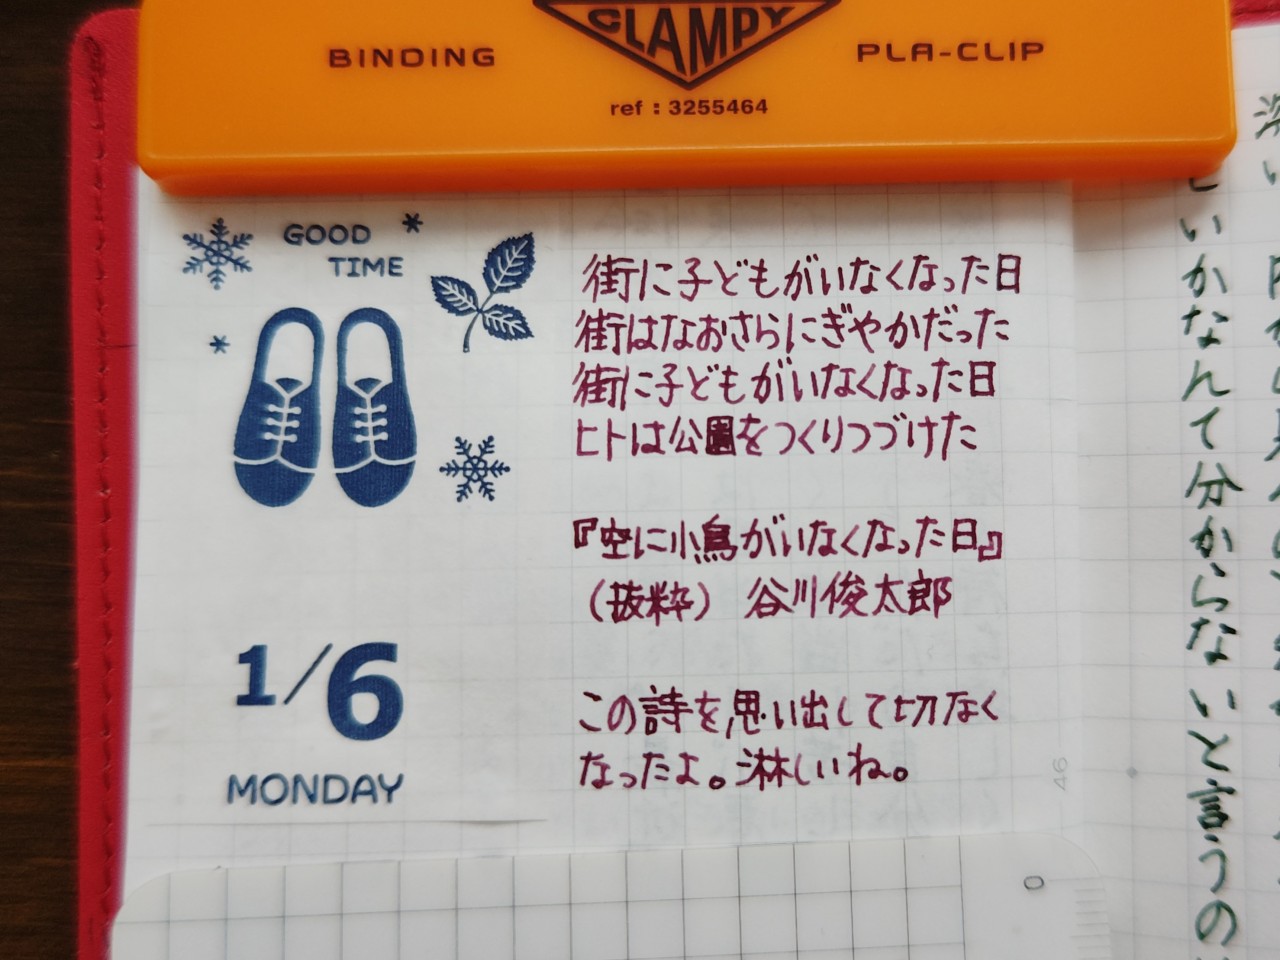 CLAMPY
BINDING
PLA-CLIP
ref : 3255464
GOOD
TIME
街に子どもがいなくなった日
街はなおさらにぎやかだった
街に子どもがいなくなった日
ヒトは公園をつくりつづけた
『空に小鳥がいなくなった日』
(抜粋) 谷川俊太郎
この詩を思い出して切なく
なったよ。淋しいね。
1/6
MONDAY
46
0
いかなんて分からないと言うの